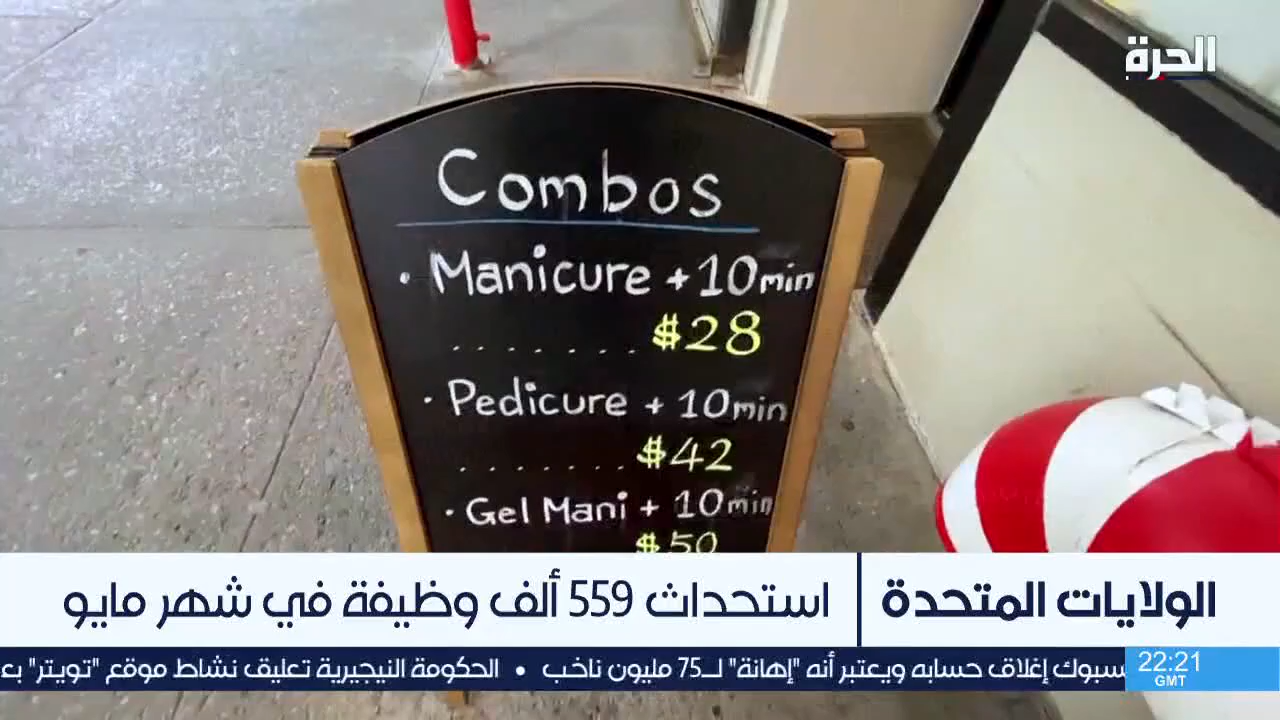 الحرة
Combos
· Manicure + 10min
....... $28
· Pedicure + 10min
....... $42
· Gel Mani + 10min
$50
الولايات المتحدة
استحداث 559 ألف وظيفة في شهر مايو
إغلاق حسابه ويعتبر أنه "إهانة" لـ75 مليون ناخب • الحكومة النيجيرية تعليق نشاط موقع "تويتر"
22:21
GMT